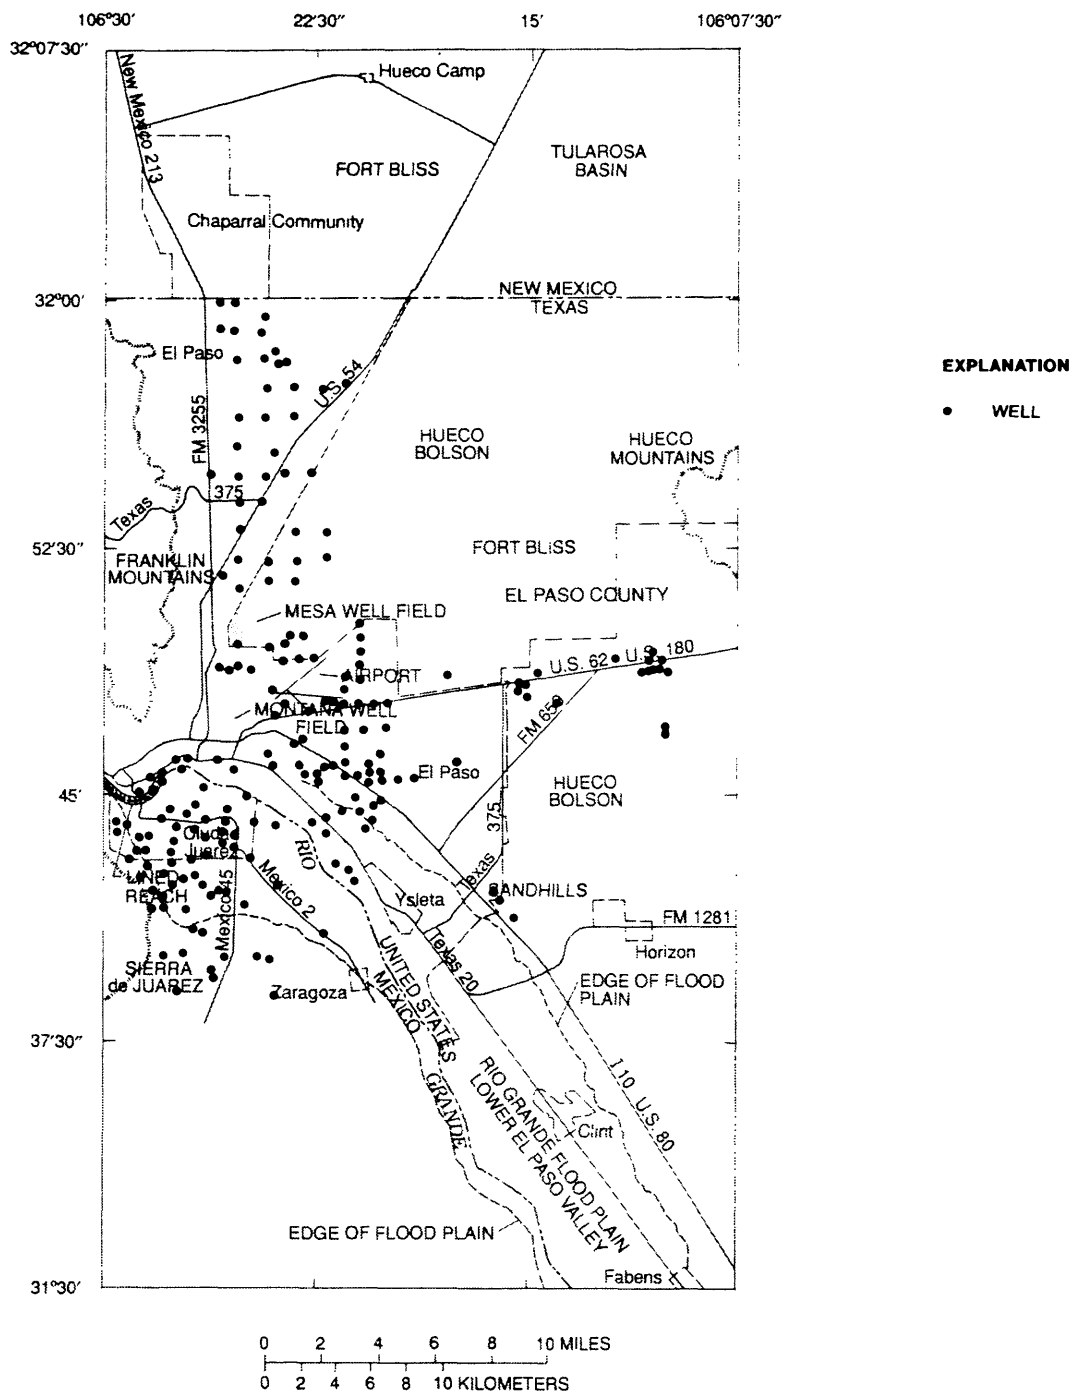 106°30'
22'30"
15'
106°07'30"
32°07'30"
Hueco Camp
New Mexico 213
TULAROSA
BASIN
FORT BLISS
Chaparral Community
32°00'
NEW MEXICO
TEXAS
El Paso
U.S. 54
EXPLANATION
WELL
FM 3255
HUECO
BOLSON
HUECO
MOUNTAINS
375
Texas
52'30"
FORT BLISS
FRANKLIN
MOUNTAINS
EL PASO COUNTY
MESA WELL FIELD
U.S. 62
U.S. 180
AIRPORT
MONTANA WELL
FIELD
FM 659
El Paso
HUECO
BOLSON
45'
375
Ciudad
Juarez
RIO
Texas
LINED
REACH
Mexico 45
Mexico 2
Ysleta
SANDHILLS
FM 1281
Texas 20
Horizon
UNITED STATES
MEXICO
SIERRA
de JUAREZ
Zaragoza
EDGE OF FLOOD
PLAIN
37'30"
I 10 U.S. 80
GRANDE
RIO GRANDE FLOOD PLAIN
LOWER EL PASO VALLEY
Clint
EDGE OF FLOOD PLAIN
Fabens
31°30'
0 2 4 6 8 10 MILES
0 2 4 6 8 10 KILOMETERS